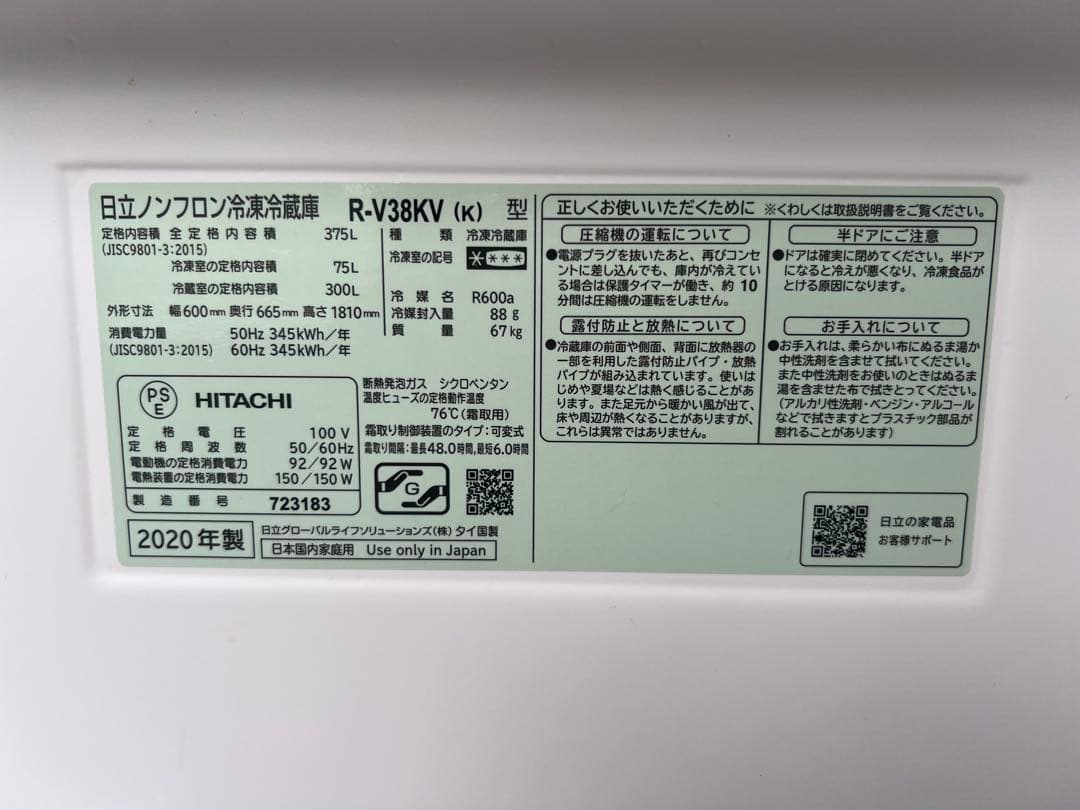 日立ノンフロン冷凍冷蔵庫 R-V38KV (K) 型
定格内容積 全定格内容積 375L
(JISC9801-3:2015)
冷凍室の定格内容積 75L
冷蔵室の定格内容積 300L
外形寸法 幅600mm 奥行665mm 高さ1810mm
消費電力量 50Hz 345kWh/年
(JISC9801-3:2015) 60Hz 345kWh/年
種類 冷凍冷蔵庫
冷凍室の記号 ****
冷媒名 R600a
冷媒封入量 88g
質量 67kg
PS
E
HITACHI
定格電圧 100V
定格周波数 50/60Hz
電動機の定格消費電力 92/92W
電熱装置の定格消費電力 150/150W
製造番号 723183
断熱発泡ガス シクロペンタン
温度ヒューズの定格動作温度
76℃(霜取用)
霜取り制御装置のタイプ:可変式
霜取り間隔:最長48.0時間,最短6.0時間
G
2020年製
日立グローバルライフソリューションズ(株) タイ国製
日本国内家庭用 Use only in Japan
正しくお使いいただくために ※くわしくは取扱説明書をご覧ください。
圧縮機の運転について
●電源プラグを抜いたあと、再びコンセ
ントに差し込んでも、庫内が冷えてい
る場合は保護タイマーが働き、約10
分間は圧縮機の運転をしません。
露付防止と放熱について
●冷蔵庫の前面や側面、背面に放熱器の
一部を利用した露付防止パイプ・放熱
パイプが組み込まれています。使いは
じめや夏場などは熱く感じることがあ
ります。また足元から暖かい風が出て、
床や周辺が熱くなることがありますが、
これらは異常ではありません。
半ドアにご注意
●ドアは確実に閉めてください。半ドア
になると冷えが悪くなり、冷凍食品が
とける原因になります。
お手入れについて
●お手入れは、柔らかい布にぬるま湯か
中性洗剤を含ませて拭いてください。
また中性洗剤をお使いのときはぬるま
湯を含ませた布で拭きとってください。
(アルカリ性洗剤・ベンジン・アルコール
などで拭きますとプラスチック部品が
割れることがあります)
日立の家電品
お客様サポート